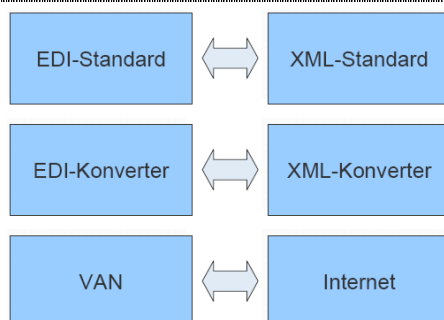 EDI-Standard
XML-Standard
EDI-Konverter
XML-Konverter
VAN
Internet